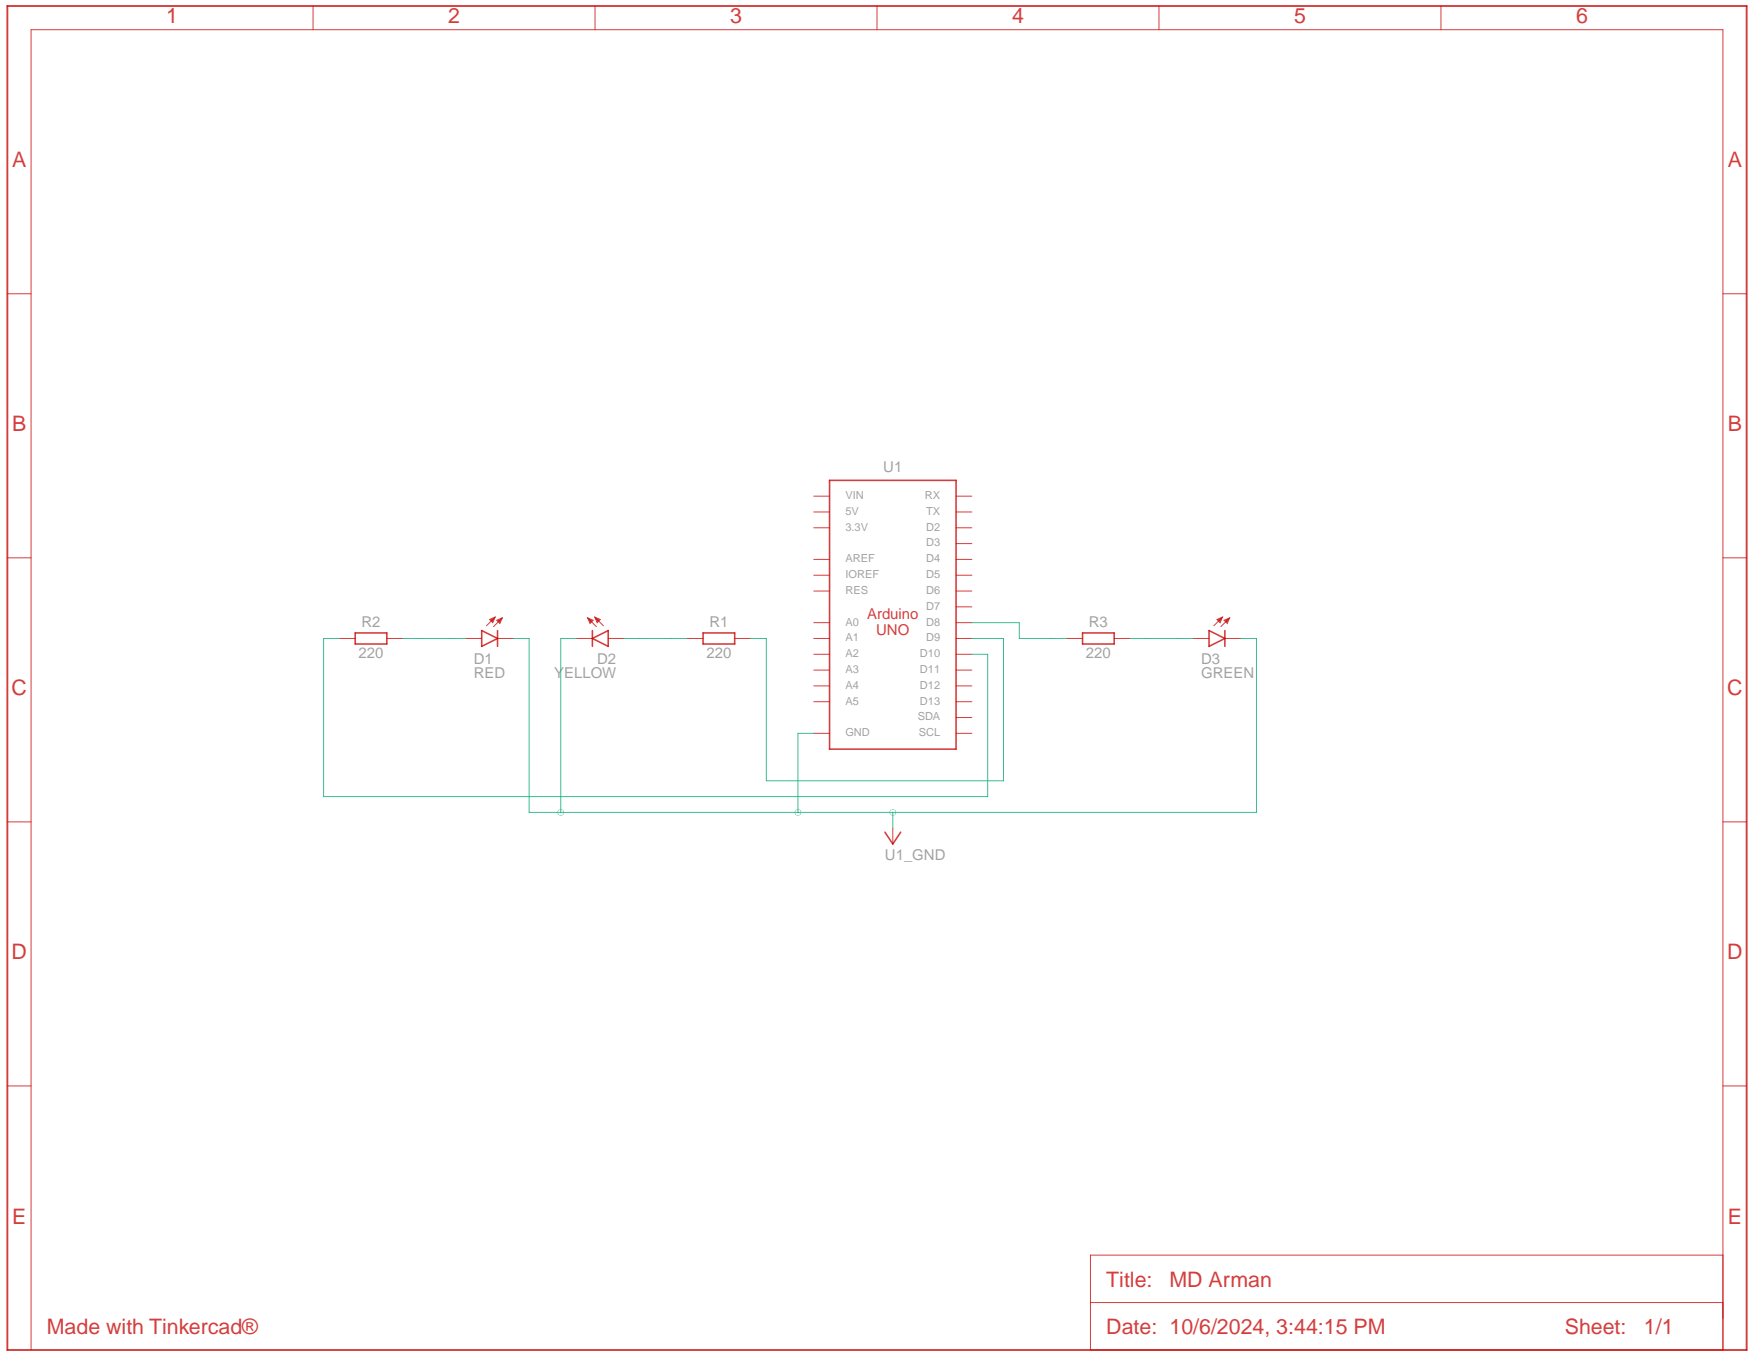 1 2 3 4 5 6
A A
B B
U1
VIN RX
5V TX
3.3V D2
D3
AREF D4
IOREF D5
RES D6
D7
Arduino
UNO
A0 D8
A1 D9
A2 D10
A3 D11
A4 D12
A5 D13
SDA
GND SCL
R2
220
D1
RED
D2
YELLOW
R1
220
R3
220
D3
GREEN
C C
U1_GND
D D
E E
Title: MD Arman
Made with Tinkercad®
Date: 10/6/2024, 3:44:15 PM Sheet: 1/1